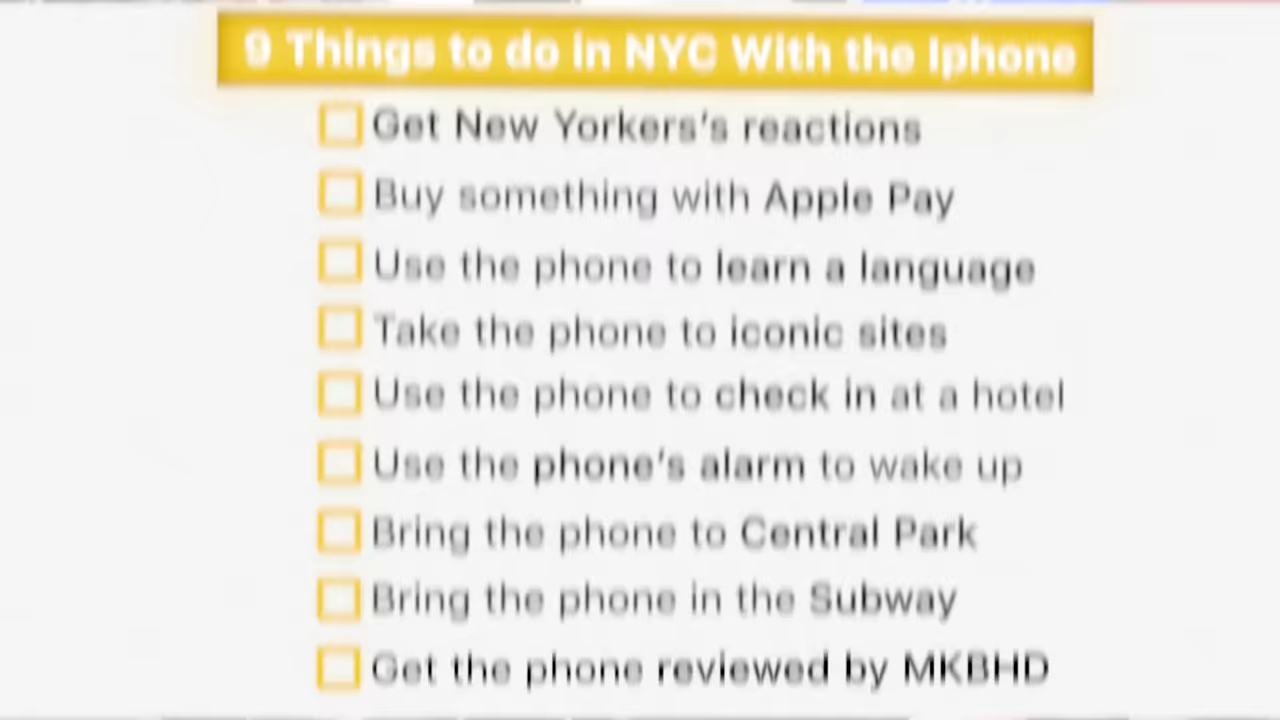 9 Things to do in NYC With the Iphone
Get New Yorkers's reactions
Buy something with Apple Pay
Use the phone to learn a language
Take the phone to iconic sites
Use the phone to check in at a hotel
Use the phone's alarm to wake up
Bring the phone to Central Park
Bring the phone in the Subway
Get the phone reviewed by MKBHD